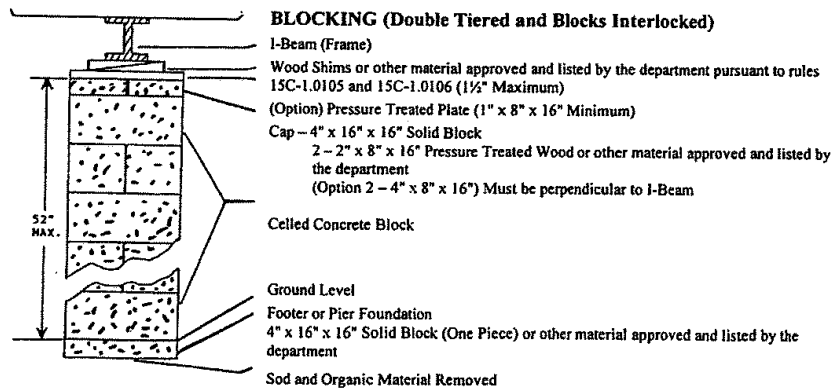 BLOCKING (Double Tiered and Blocks Interlocked)
I-Beam (Frame)
Wood Shims or other material approved and listed by the department pursuant to rules
15C-1.0105 and 15C-1.0106 (1½" Maximum)
(Option) Pressure Treated Plate (1" x 8" x 16" Minimum)
Cap – 4" x 16" x 16" Solid Block
2 – 2" x 8" x 16" Pressure Treated Wood or other material approved and listed by
the department
(Option 2 – 4" x 8" x 16") Must be perpendicular to I-Beam
52"
MAX.
Celled Concrete Block
Ground Level
Footer or Pier Foundation
4" x 16" x 16" Solid Block (One Piece) or other material approved and listed by the
department
Sod and Organic Material Removed